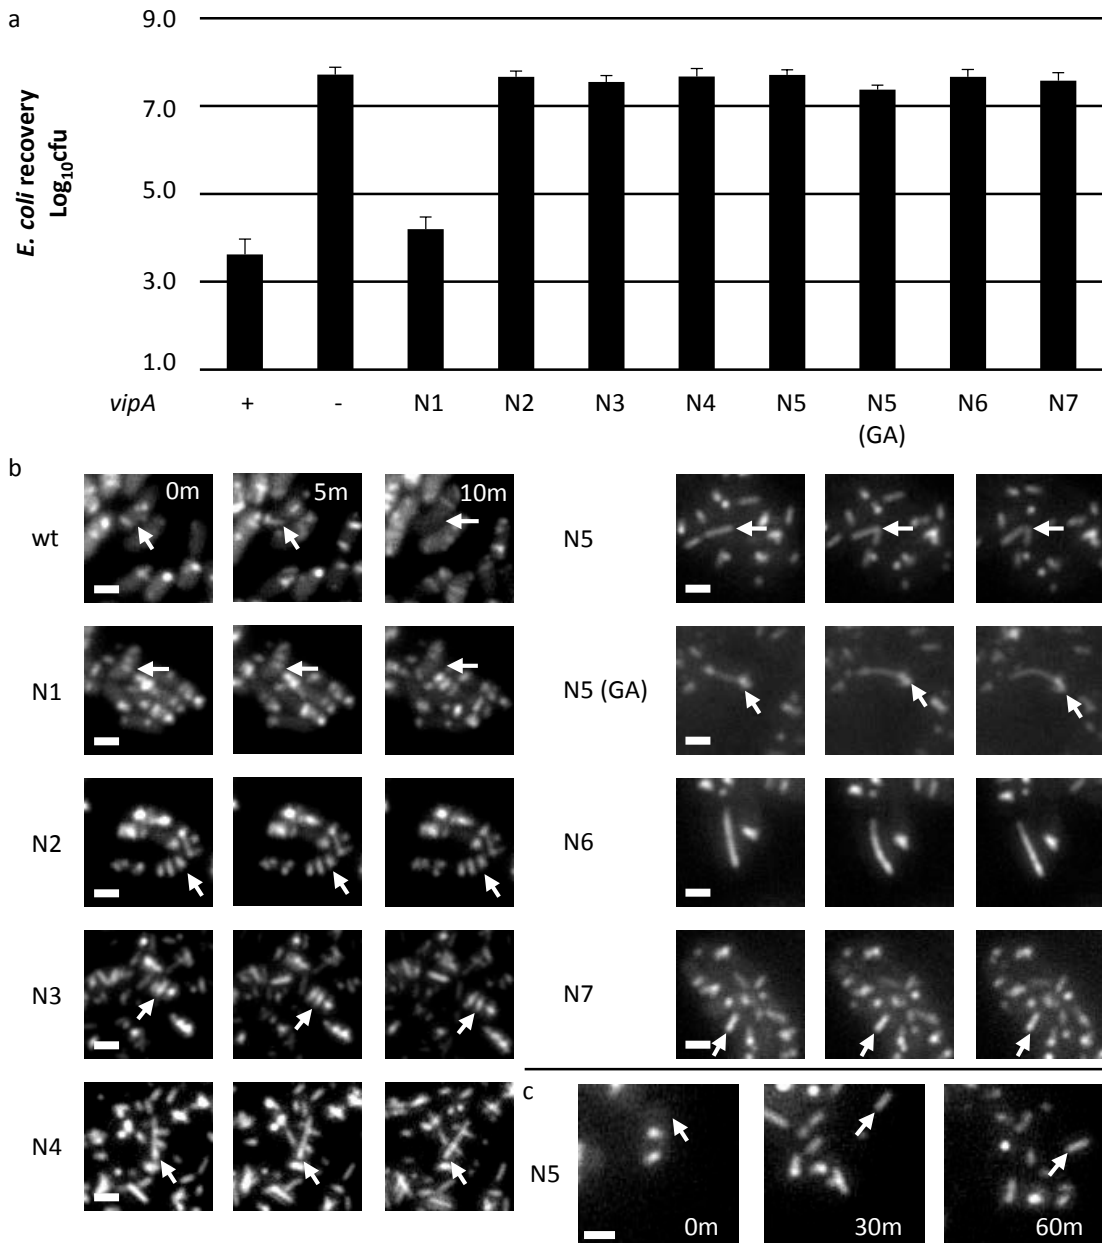 a
9.0
7.0
5.0
3.0
1.0
E. coli recovery
Log10cfu
vipA + - N1 N2 N3 N4 N5 N5 N6 N7
(GA)
b
wt 0m 5m 10m
N1
N2
N3
N4
N5
N5 (GA)
N6
N7
c
N5 0m 30m 60m